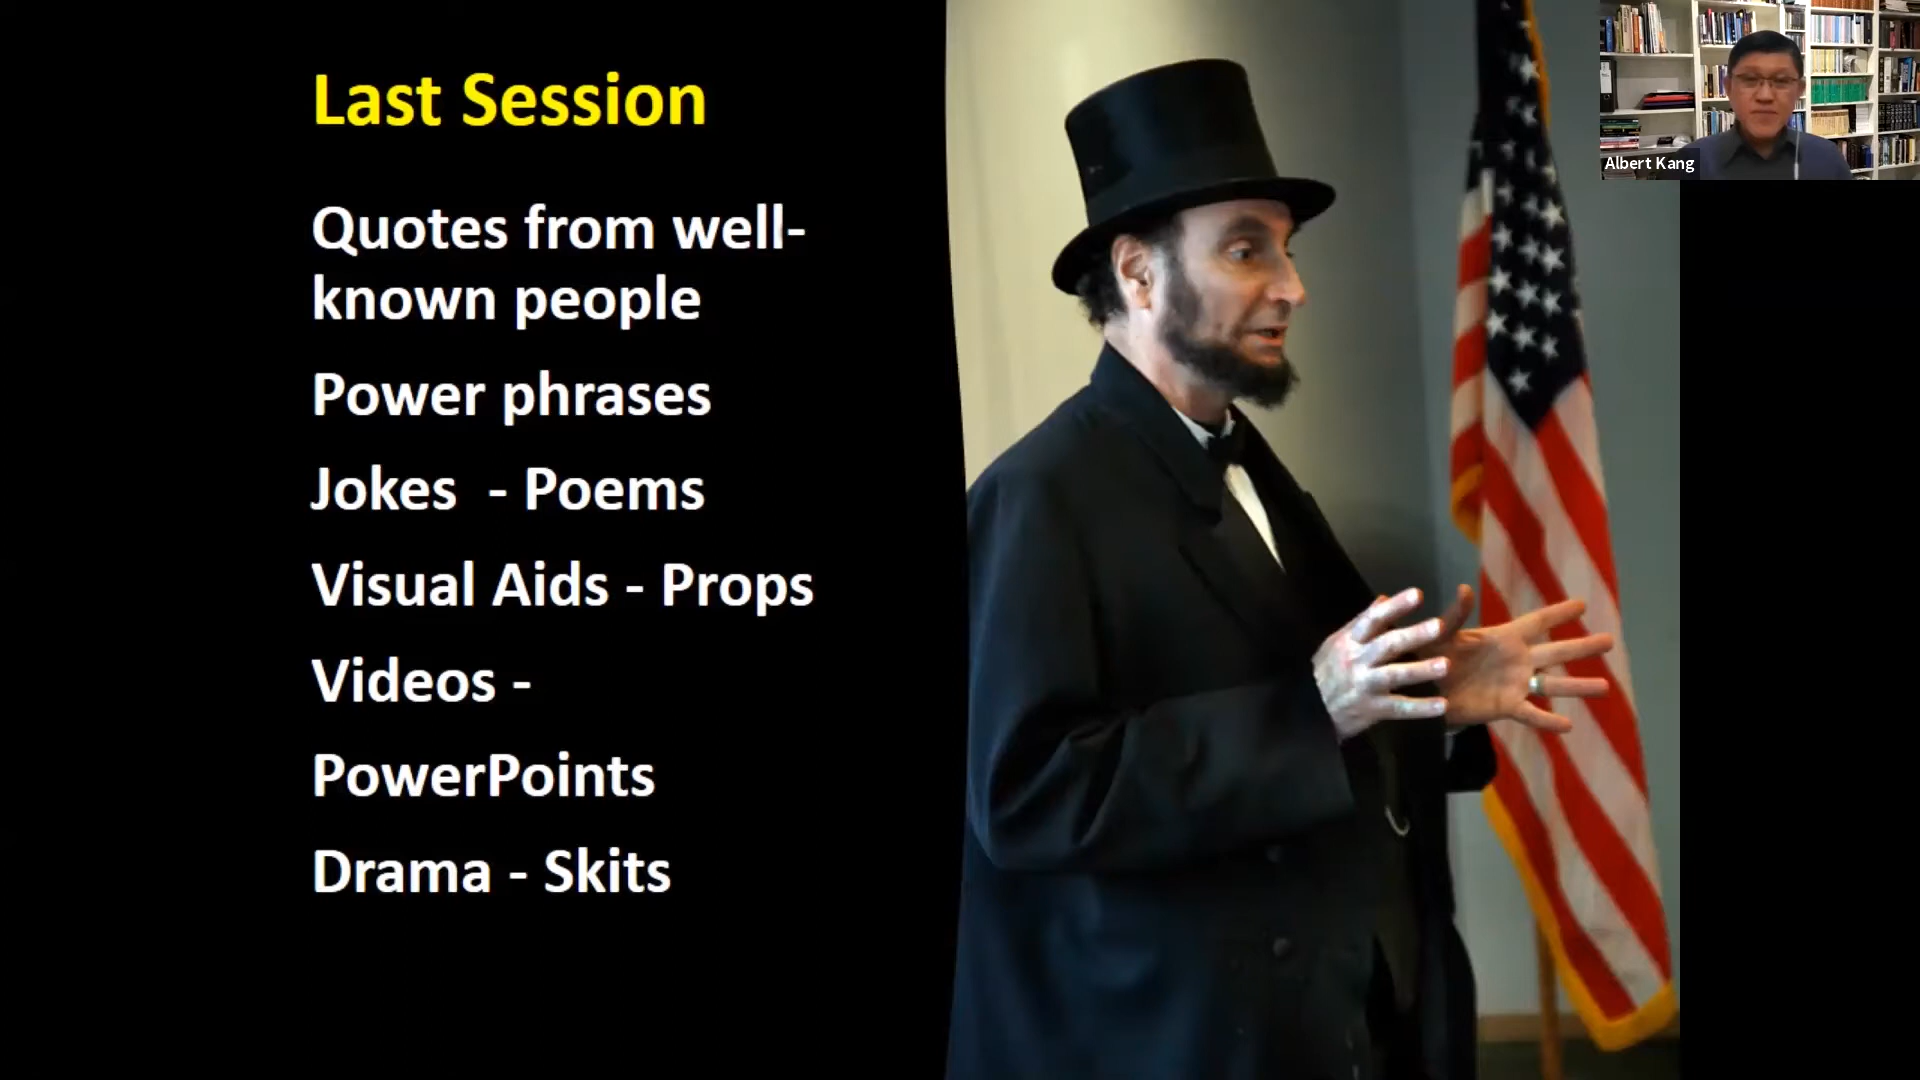 Last Session
Quotes from well-
known people
Power phrases
Jokes  - Poems
Visual Aids - Props
Videos -
PowerPoints
Drama - Skits
Albert Kang